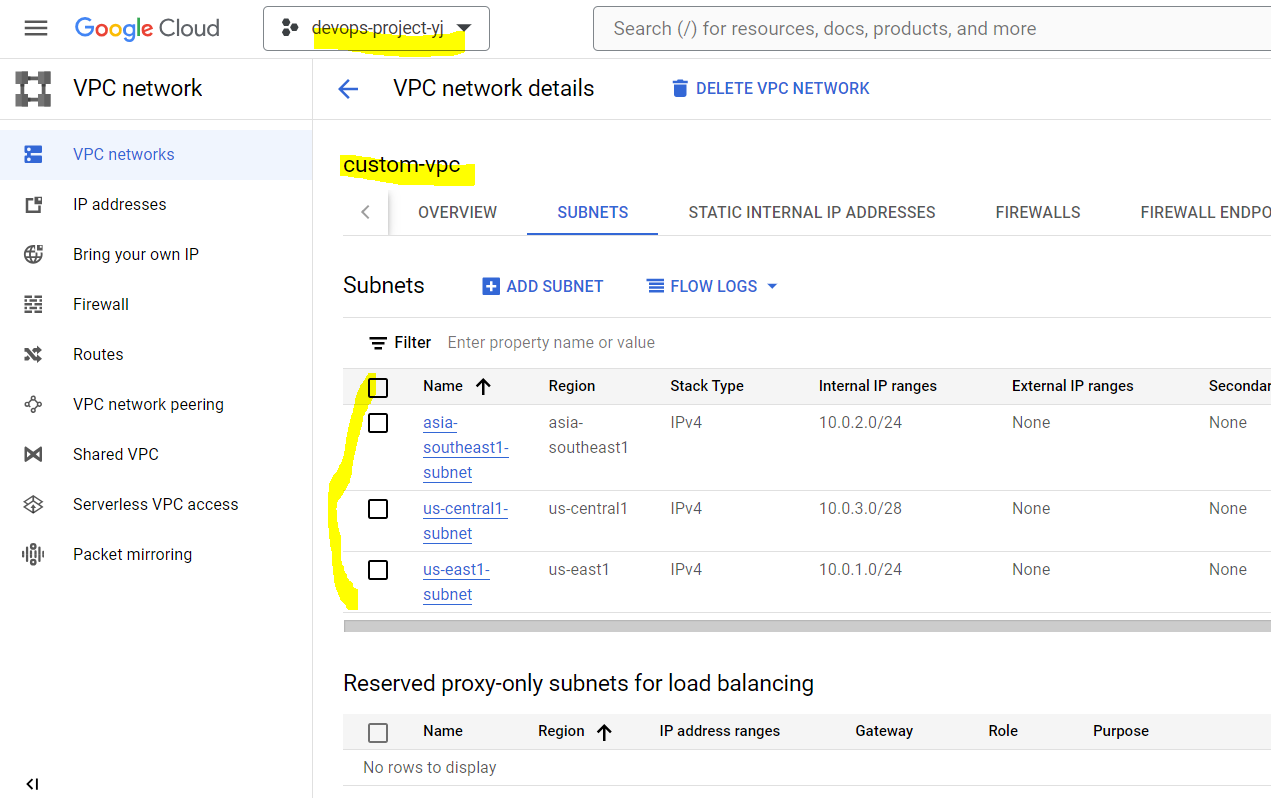 Google Cloud
devops-project-yj
Search (/) for resources, docs, products, and more
VPC network
VPC network details
DELETE VPC NETWORK
VPC networks
IP addresses
Bring your own IP
Firewall
Routes
VPC network peering
Shared VPC
Serverless VPC access
Packet mirroring
custom-vpc
OVERVIEW SUBNETS STATIC INTERNAL IP ADDRESSES FIREWALLS FIREWALL ENDPO
Subnets ADD SUBNET FLOW LOGS
Filter Enter property name or value
Name Region Stack Type Internal IP ranges External IP ranges Secondar
asia- asia- IPv4 10.0.2.0/24 None None
southeast1- southeast1
subnet
us-central1- us-central1 IPv4 10.0.3.0/28 None None
subnet
us-east1- us-east1 IPv4 10.0.1.0/24 None None
subnet
Reserved proxy-only subnets for load balancing
Name Region IP address ranges Gateway Role Purpose
No rows to display